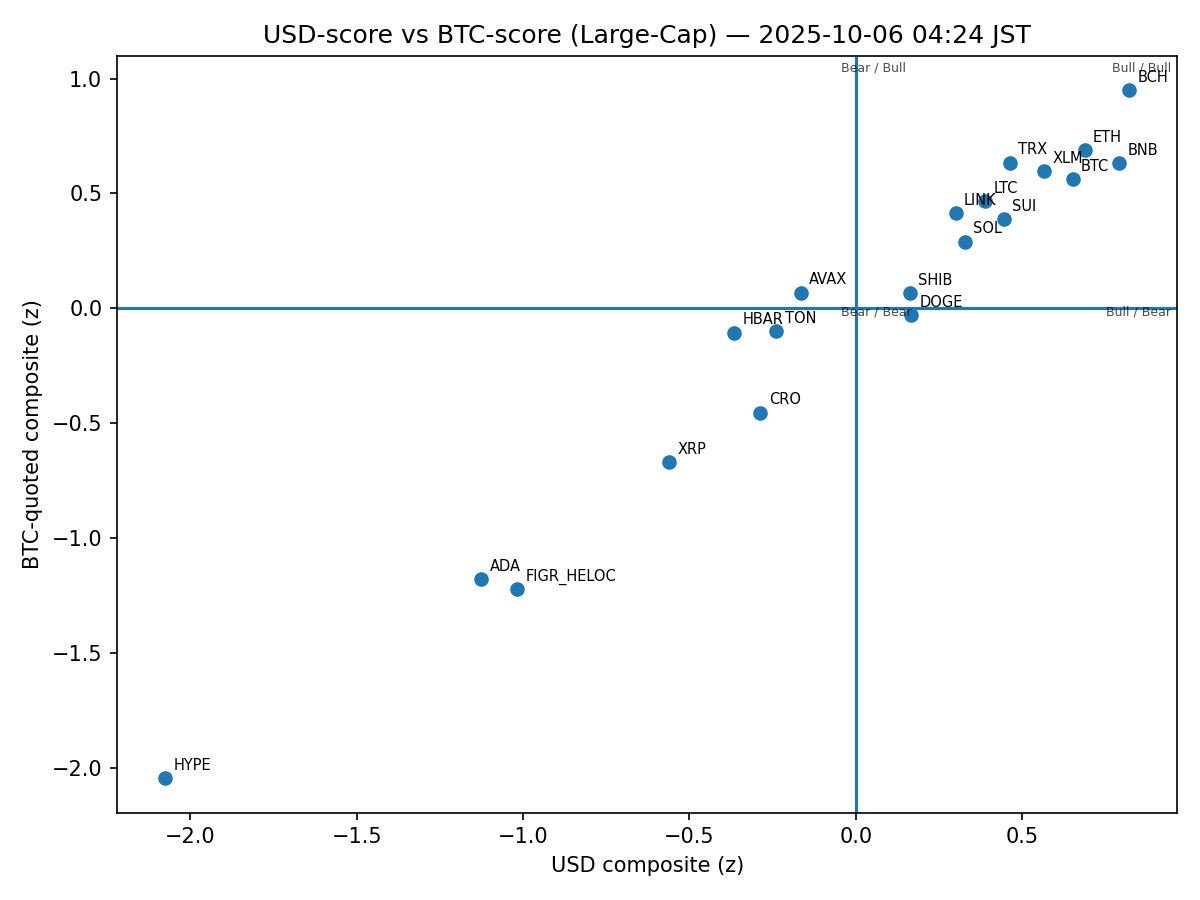 USD-score vs BTC-score (Large-Cap) — 2025-10-06 04:24 JST
Bear / Bull
Bull / Bull
BCH
ETH
TRX
BNB
XLM
BTC
LTC
LINK
SUI
SOL
AVAX
SHIB
DOGE
Bear / Bear
Bull / Bear
HBAR
TON
CRO
XRP
ADA
FIGR_HELOC
HYPE
1.0
0.5
0.0
−0.5
−1.0
−1.5
−2.0
BTC-quoted composite (z)
−2.0
−1.5
−1.0
−0.5
0.0
0.5
USD composite (z)